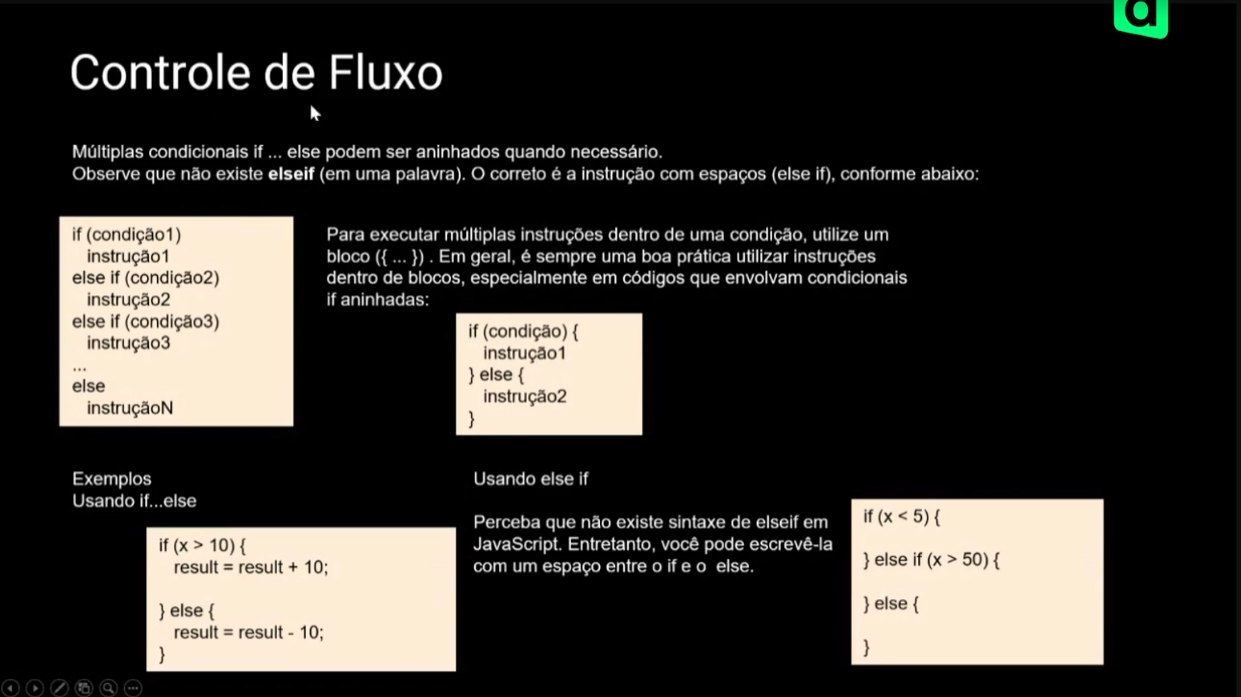 a
Controle de Fluxo
Múltiplas condicionais if ... else podem ser aninhados quando necessário.
Observe que não existe elseif (em uma palavra). O correto é a instrução com espaços (else if), conforme abaixo:
if (condição1)
instrução1
else if (condição2)
instrução2
else if (condição3)
instrução3
...
else
instruçãoN
Para executar múltiplas instruções dentro de uma condição, utilize um
bloco ({ ... }) . Em geral, é sempre uma boa prática utilizar instruções
dentro de blocos, especialmente em códigos que envolvam condicionais
if aninhadas:
if (condição) {
instrução1
} else {
instrução2
}
Exemplos
Usando if...else
if (x > 10) {
result = result + 10;
} else {
result = result - 10;
}
Usando else if
Perceba que não existe sintaxe de elseif em
JavaScript. Entretanto, você pode escrevê-la
com um espaço entre o if e o  else.
if (x < 5) {
} else if (x > 50) {
} else {
}